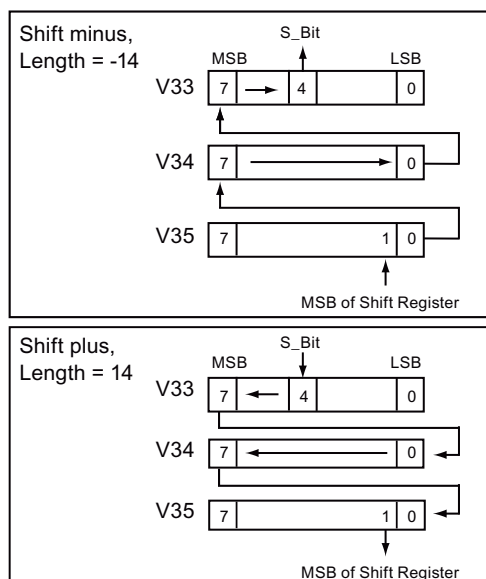 Shift minus,
Length = -14
S_Bit
MSB LSB
V33 7 4 0
V34 7 0
V35 7 1 0
MSB of Shift Register
Shift plus,
Length = 14
S_Bit
MSB LSB
V33 7 4 0
V34 7 0
V35 7 1 0
MSB of Shift Register